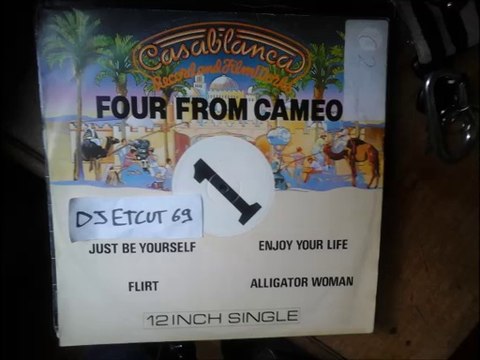 Casablanca
Record and FilmWorks
FOUR FROM CAMEO
1
DJ ETCUT 69
JUST BE YOURSELF
ENJOY YOUR LIFE
FLIRT
ALLIGATOR WOMAN
12 INCH SINGLE